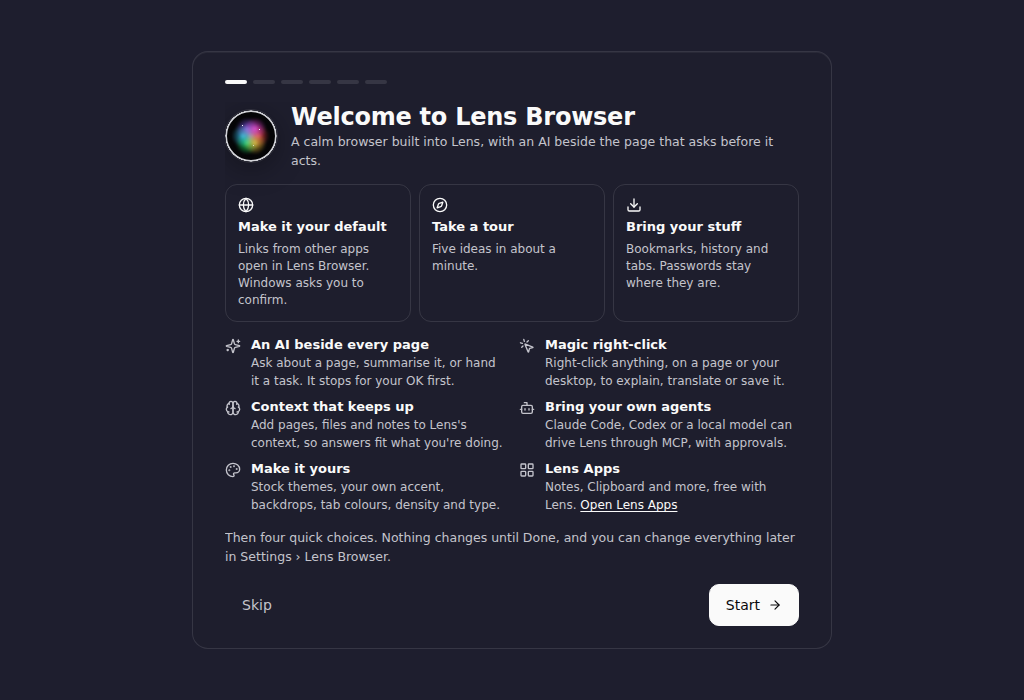 Welcome to Lens Browser
A calm browser built into Lens, with an AI beside the page that asks before it
acts.
Make it your default
Links from other apps
open in Lens Browser.
Windows asks you to
confirm.
Take a tour
Five ideas in about a
minute.
Bring your stuff
Bookmarks, history and
tabs. Passwords stay
where they are.
An AI beside every page
Ask about a page, summarise it, or hand
it a task. It stops for your OK first.
Magic right-click
Right-click anything, on a page or your
desktop, to explain, translate or save it.
Context that keeps up
Add pages, files and notes to Lens's
context, so answers fit what you're doing.
Bring your own agents
Claude Code, Codex or a local model can
drive Lens through MCP, with approvals.
Make it yours
Stock themes, your own accent,
backdrops, tab colours, density and type.
Lens Apps
Notes, Clipboard and more, free with
Lens. Open Lens Apps
Then four quick choices. Nothing changes until Done, and you can change everything later
in Settings › Lens Browser.
Skip
Start